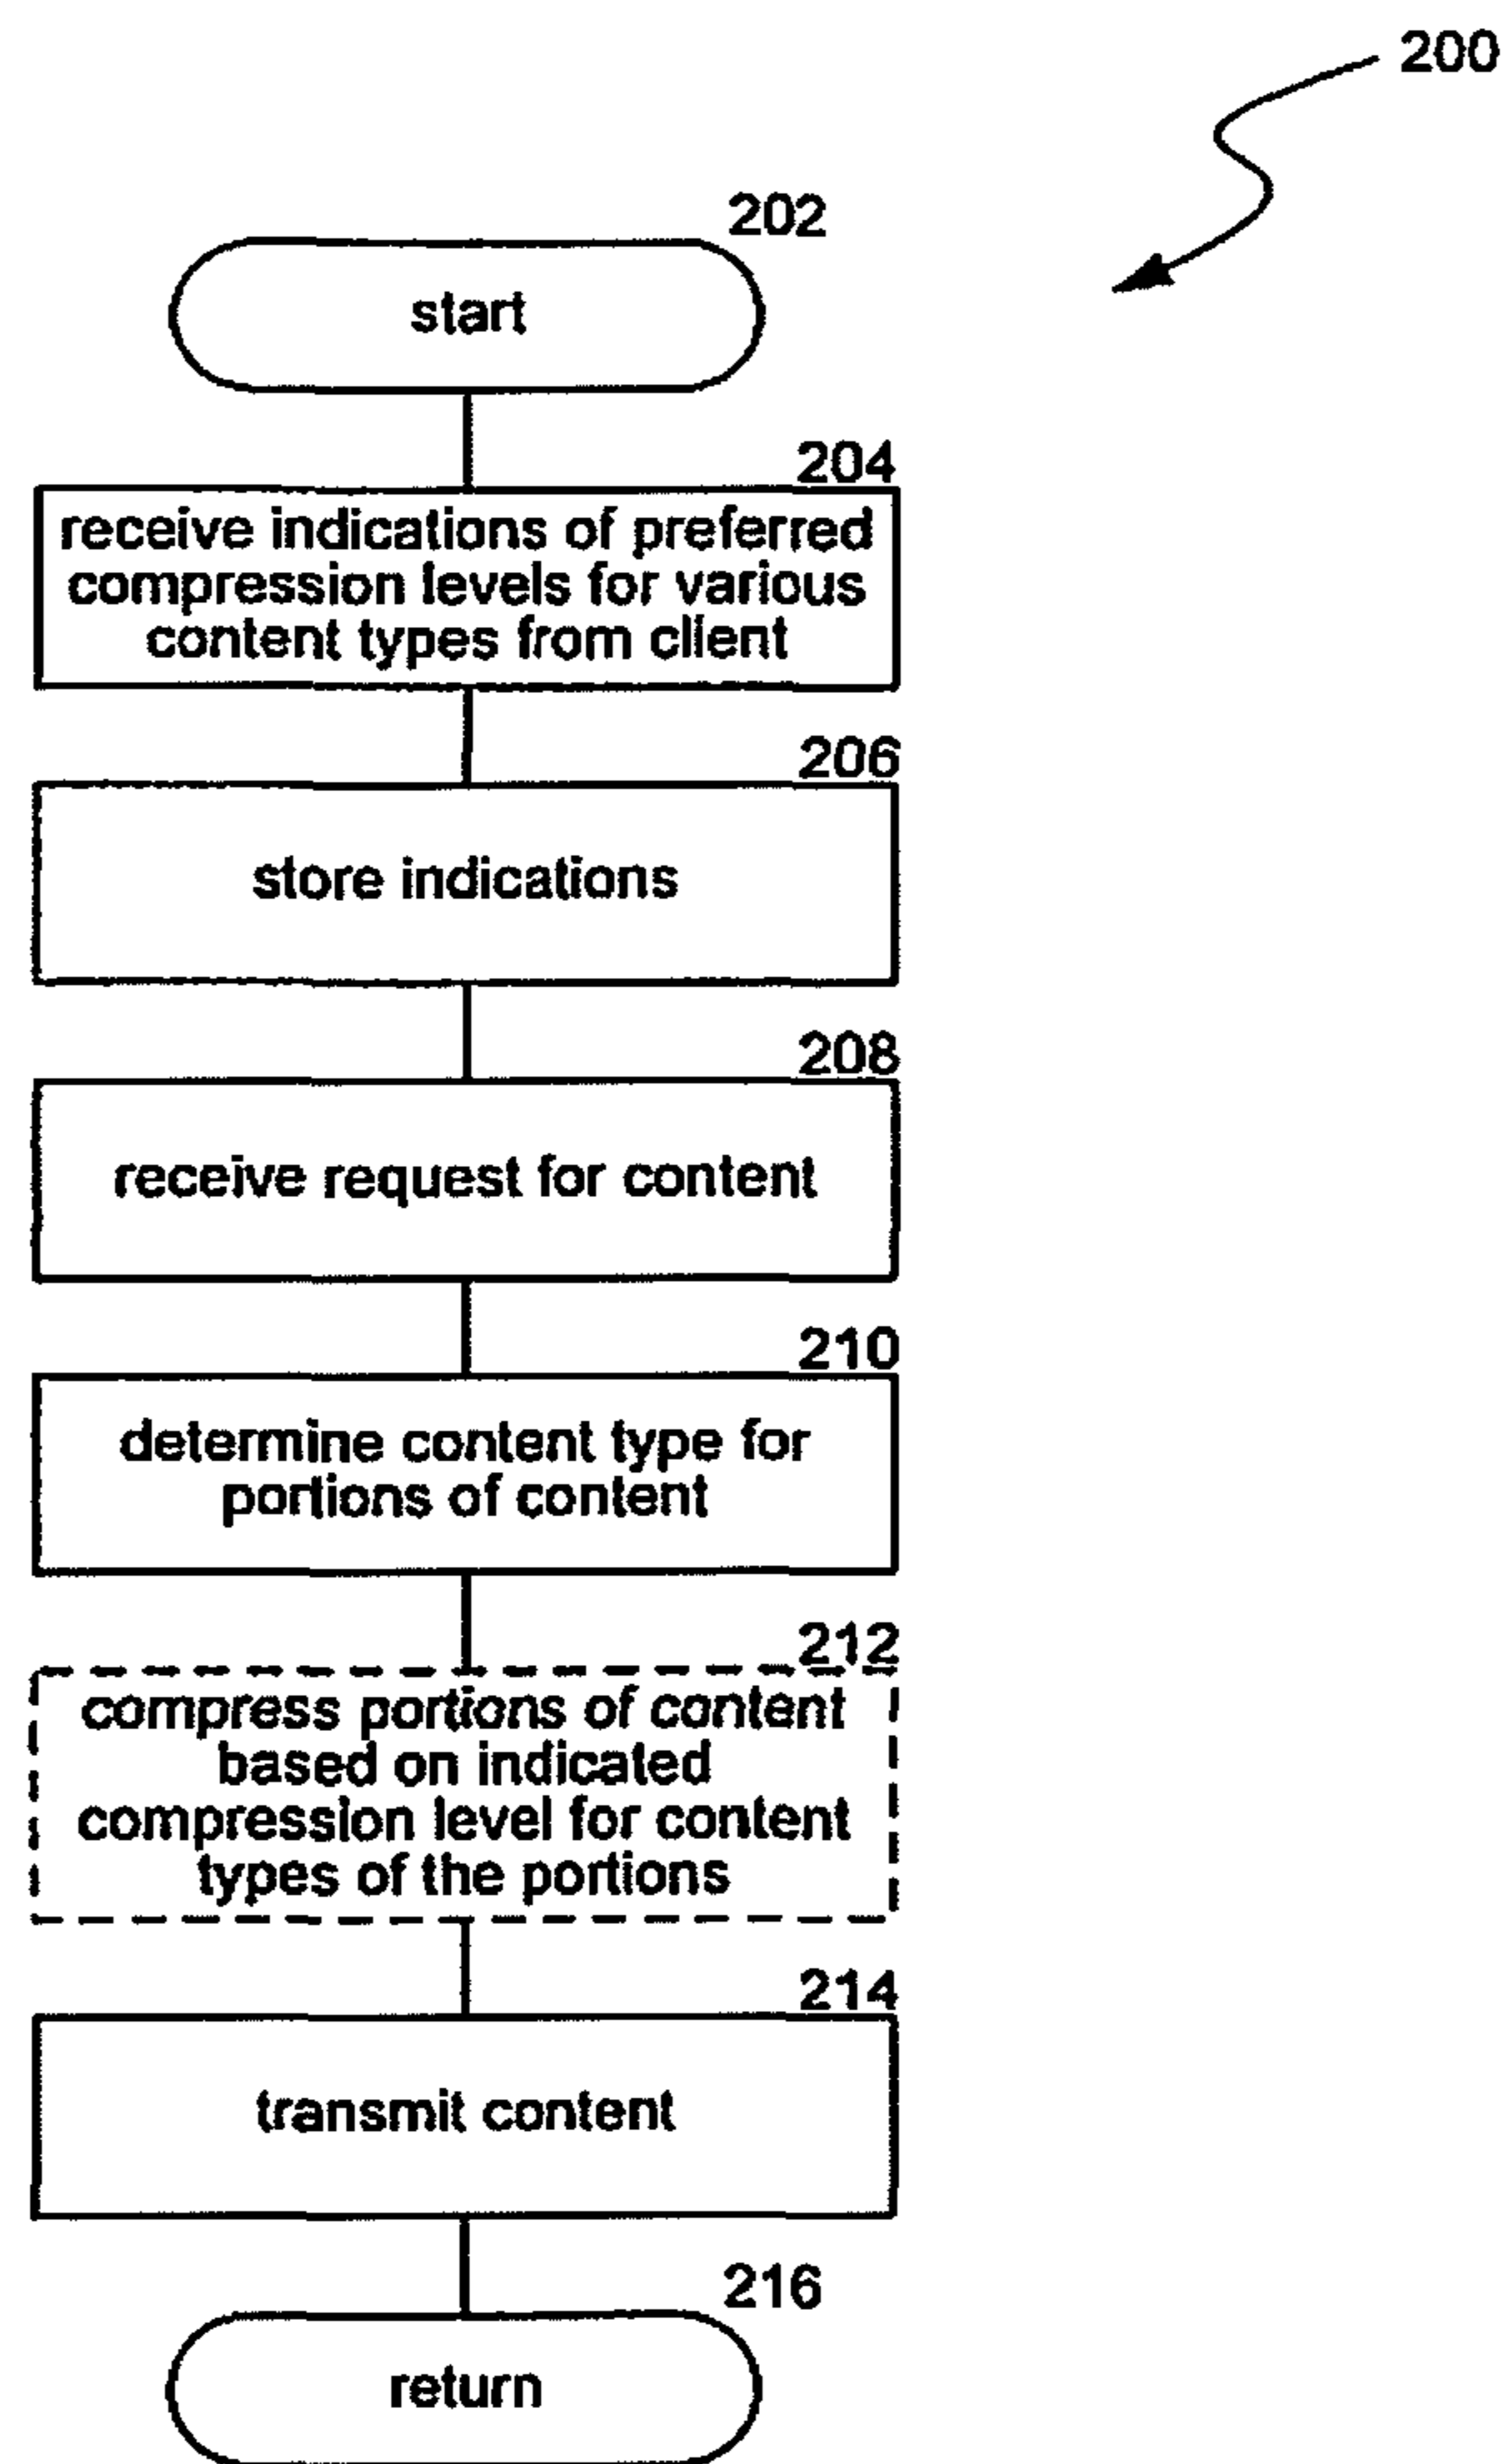 200
202
start
204
receive indications of preferred
compression levels for various
content types from client
206
store indications
208
receive request for content
210
determine content type for
portions of content
212
compress portions of content
based on indicated
compression level for content
types of the portions
214
transmit content
216
return